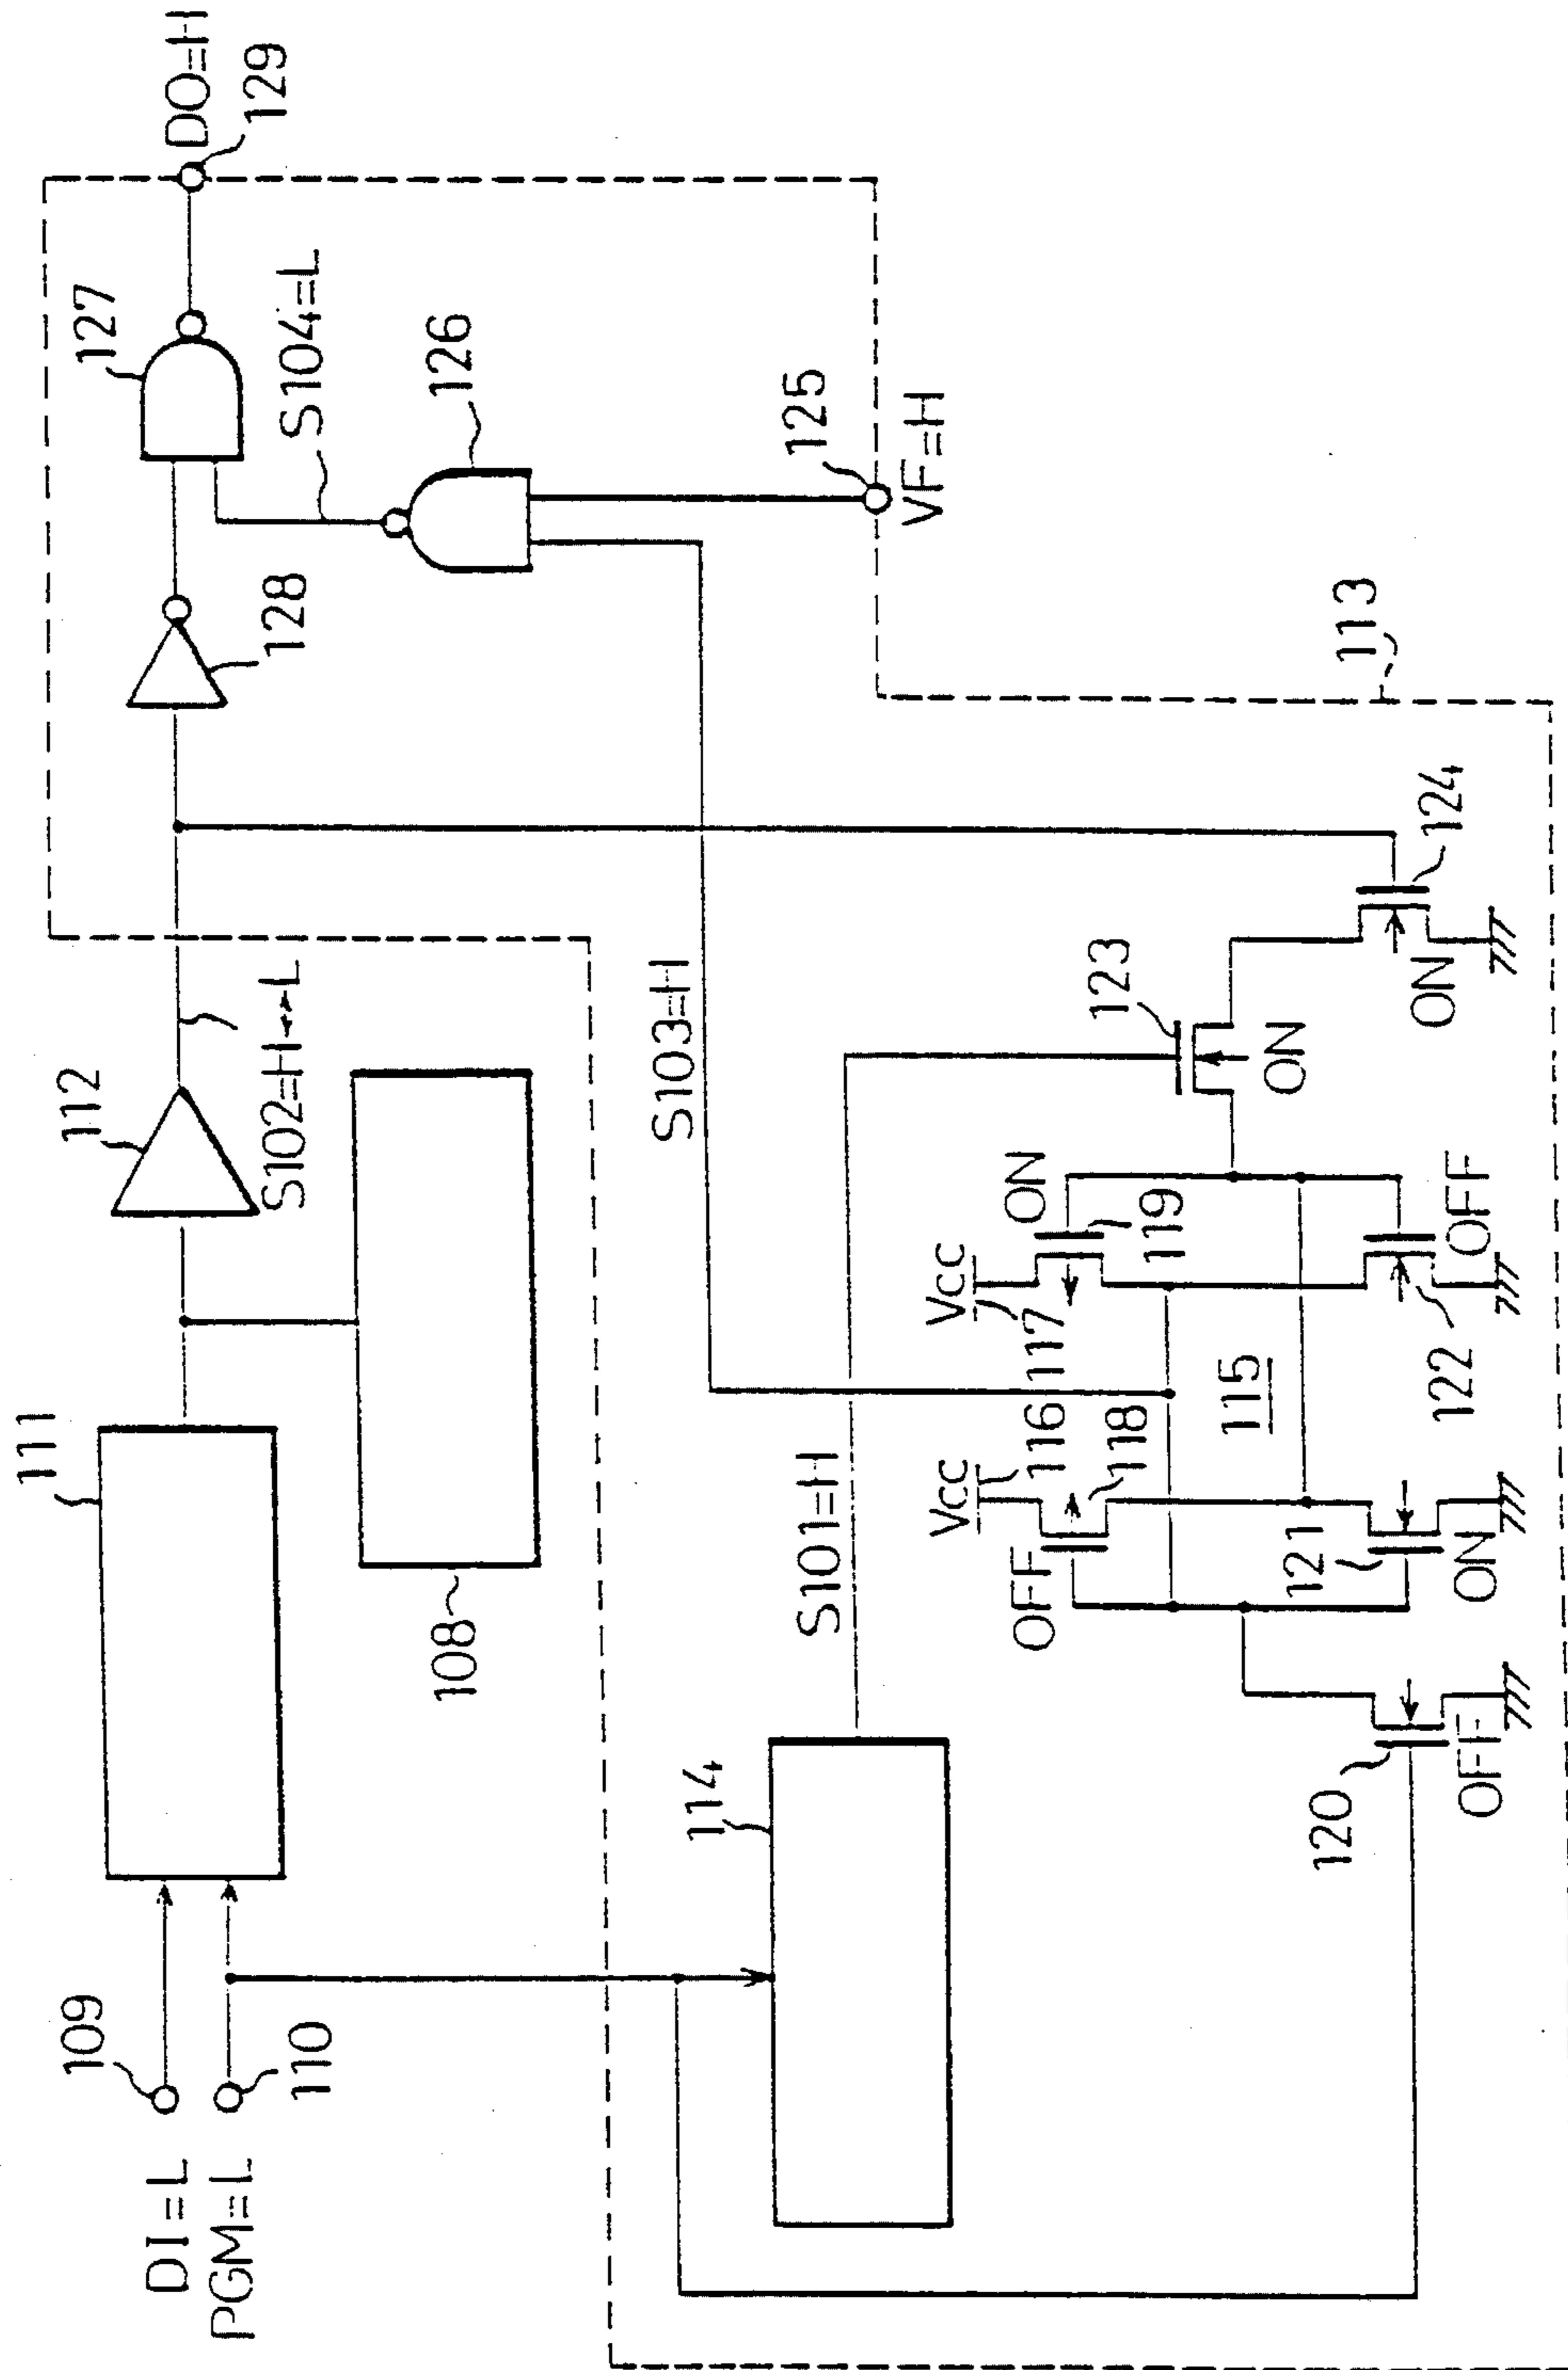 DI=L
PGM=L
109
110
111
108
112
S102=H↔L
128
127
DO=H
129
S104=L
126
125
VF=H
113
114
S101=H
S103=H
123
ON
124
ON
Vcc
116
118
OFF
Vcc
117
119
ON
115
120
OFF
121
ON
122
OFF